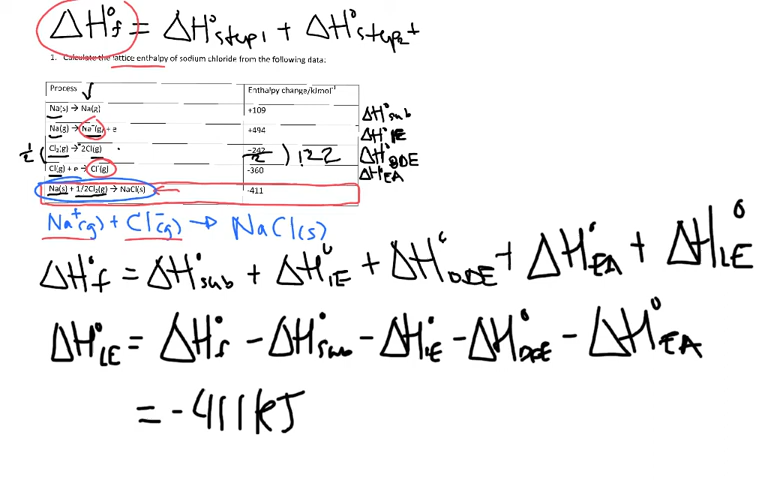 ΔH°f = ΔH°step1 + ΔH°step2 +
1. Calculate the lattice enthalpy of sodium chloride from the following data:
Process ✓ Enthalpy change/kJmol⁻¹
Na(s) → Na(g) +109 ΔH°sub
Na(g) → Na⁺(g) + e +494 ΔH°IE
½ ( Cl₂(g) → 2Cl(g) +242/2 ) 122 ΔH°BDE
Cl(g) + e → Cl⁻(g) -360 ΔH°EA
Na(s) + 1/2Cl₂(g) → NaCl(s) -411
Na⁺(g) + Cl⁻(g) → NaCl(s)
ΔH°f = ΔH°sub + ΔH°IE + ΔH°BDE + ΔH°EA + ΔH°LE
ΔH°LE = ΔH°f - ΔH°sub - ΔH°IE - ΔH°BDE - ΔH°EA
= -411kJ